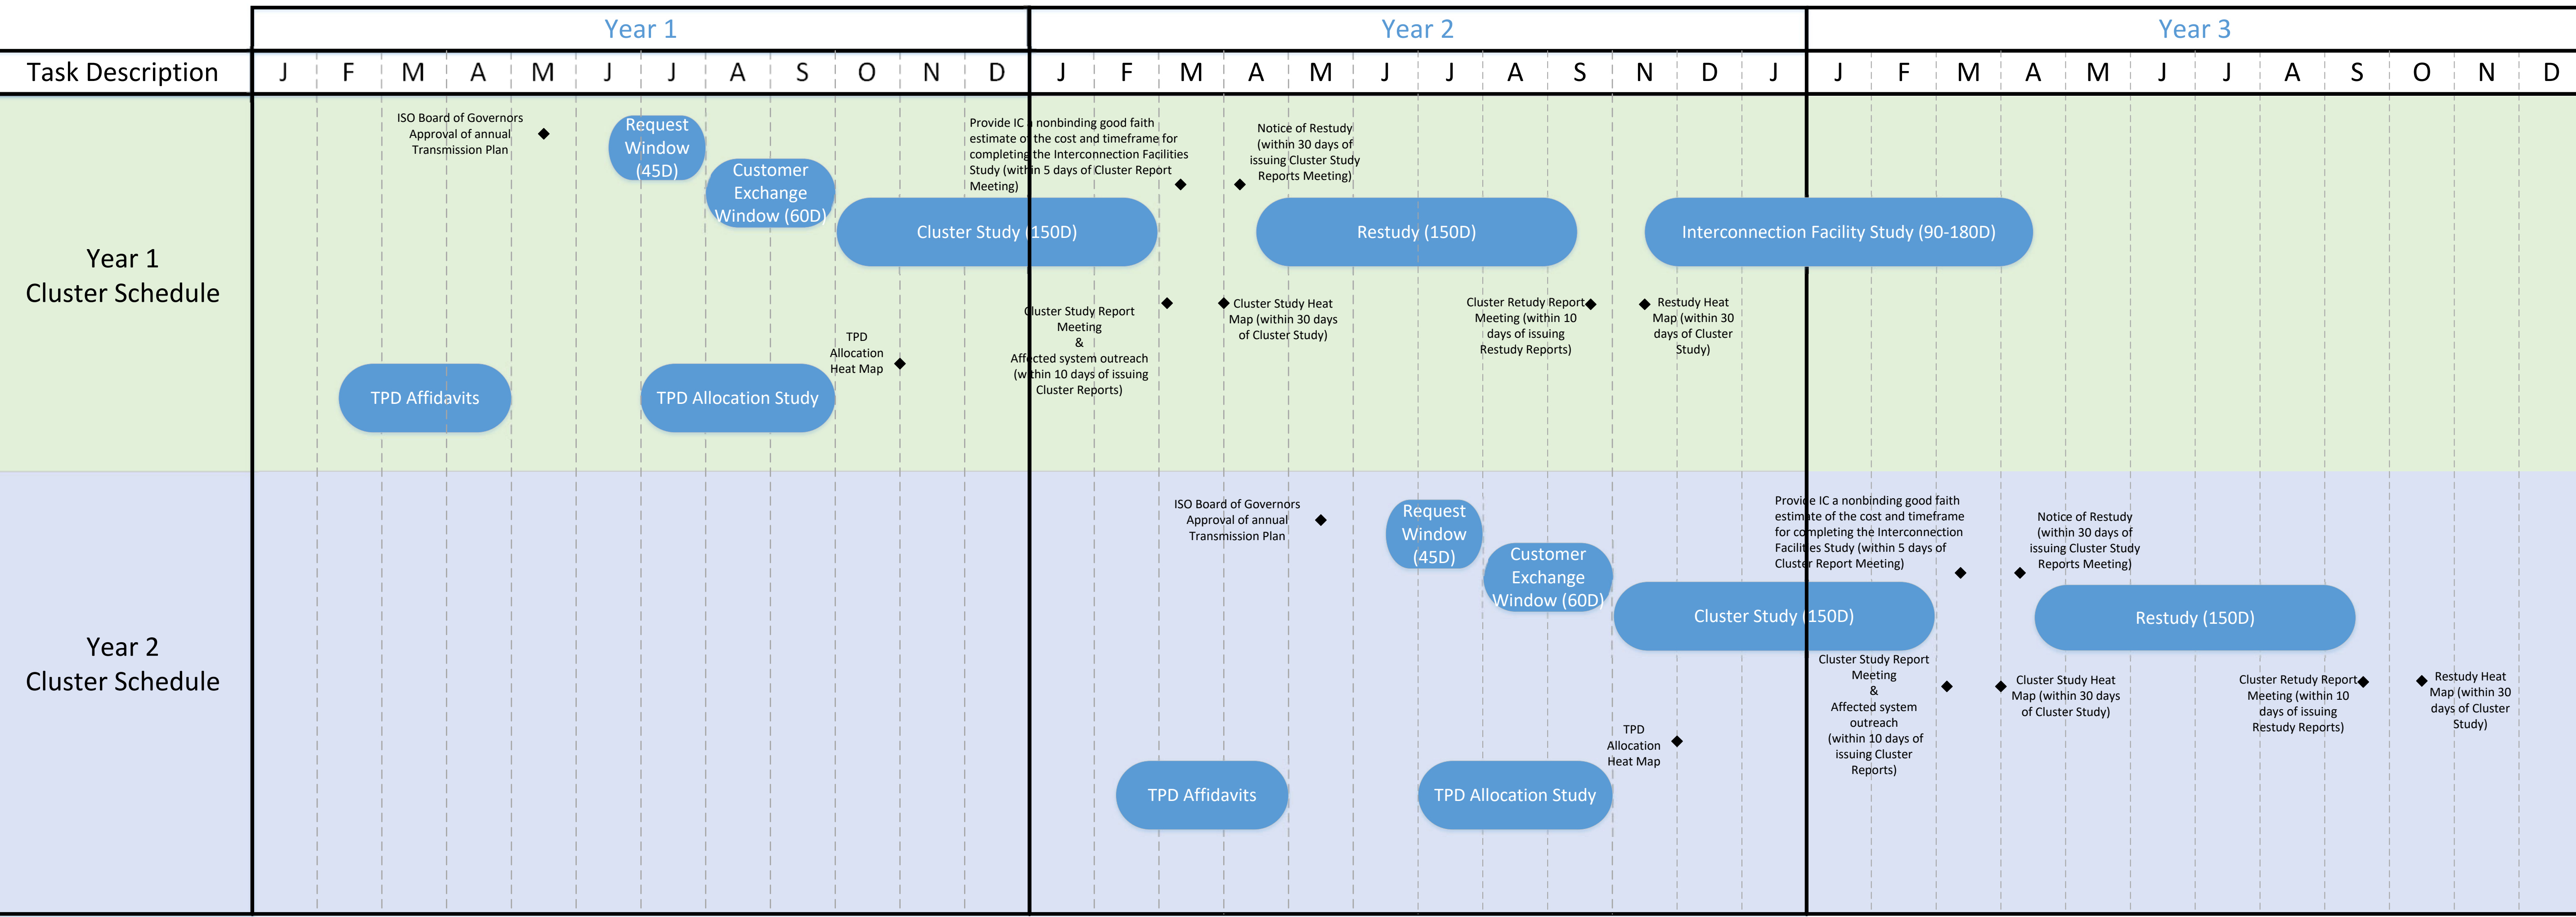 Year 1
Year 2
Year 3
Task Description
J F M A M J J A S O N D J F M A M J J A S N D J J F M A M J J A S O N D
Year 1
Cluster Schedule
ISO Board of Governors
Approval of annual
Transmission Plan
Request
Window
(45D)
Customer
Exchange
Window (60D)
Provide IC a nonbinding good faith
estimate of the cost and timeframe for
completing the Interconnection Facilities
Study (within 5 days of Cluster Report
Meeting)
Notice of Restudy
(within 30 days of
issuing Cluster Study
Reports Meeting)
Cluster Study (150D)
Restudy (150D)
Interconnection Facility Study (90-180D)
Cluster Study Report
Meeting
&
Affected system outreach
(within 10 days of issuing
Cluster Reports)
Cluster Study Heat
Map (within 30 days
of Cluster Study)
Cluster Retudy Report
Meeting (within 10
days of issuing
Restudy Reports)
Restudy Heat
Map (within 30
days of Cluster
Study)
TPD
Allocation
Heat Map
TPD Affidavits
TPD Allocation Study
Year 2
Cluster Schedule
ISO Board of Governors
Approval of annual
Transmission Plan
Request
Window
(45D)
Customer
Exchange
Window (60D)
Provide IC a nonbinding good faith
estimate of the cost and timeframe
for completing the Interconnection
Facilities Study (within 5 days of
Cluster Report Meeting)
Notice of Restudy
(within 30 days of
issuing Cluster Study
Reports Meeting)
Cluster Study (150D)
Restudy (150D)
Cluster Study Report
Meeting
&
Affected system
outreach
(within 10 days of
issuing Cluster
Reports)
Cluster Study Heat
Map (within 30 days
of Cluster Study)
Cluster Retudy Report
Meeting (within 10
days of issuing
Restudy Reports)
Restudy Heat
Map (within 30
days of Cluster
Study)
TPD
Allocation
Heat Map
TPD Affidavits
TPD Allocation Study